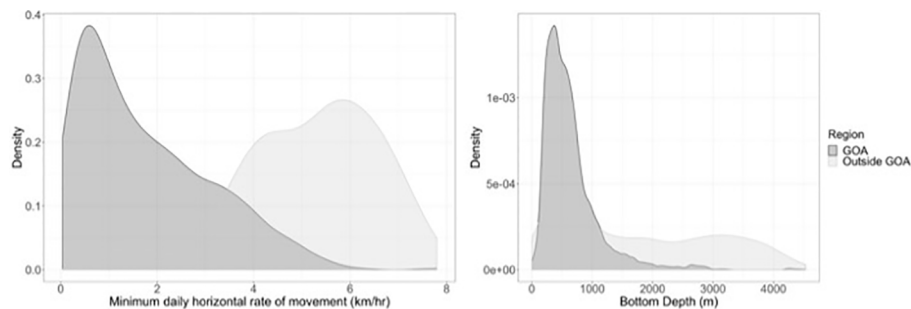 0.4
0.3
0.2
0.1
0.0
Density
0 2 4 6 8
Minimum daily horizontal rate of movement (km/hr)
1e-03
5e-04
0e+00
Density
0 1000 2000 3000 4000
Bottom Depth (m)
Region
GOA
Outside GOA